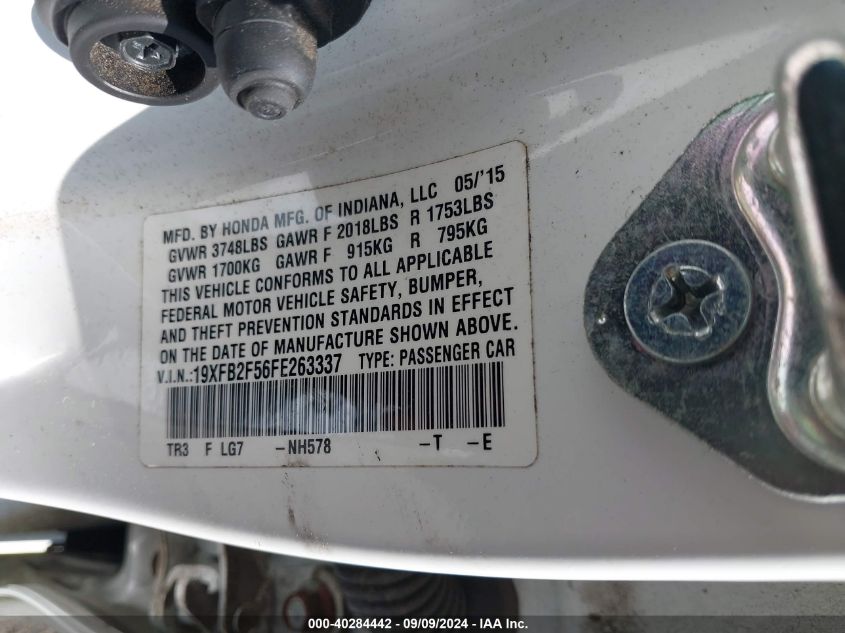 MFD. BY HONDA MFG. OF INDIANA, LLC 05/'15
GVWR 3748LBS GAWR F 2018LBS R 1753LBS
GVWR 1700KG GAWR F 915KG R 795KG
THIS VEHICLE CONFORMS TO ALL APPLICABLE
FEDERAL MOTOR VEHICLE SAFETY, BUMPER,
AND THEFT PREVENTION STANDARDS IN EFFECT
ON THE DATE OF MANUFACTURE SHOWN ABOVE.
V.I.N.:19XFB2F56FE263337 TYPE: PASSENGER CAR
TR3 F LG7 -NH578 -T -E
000-40284442 - 09/09/2024 - IAA Inc.